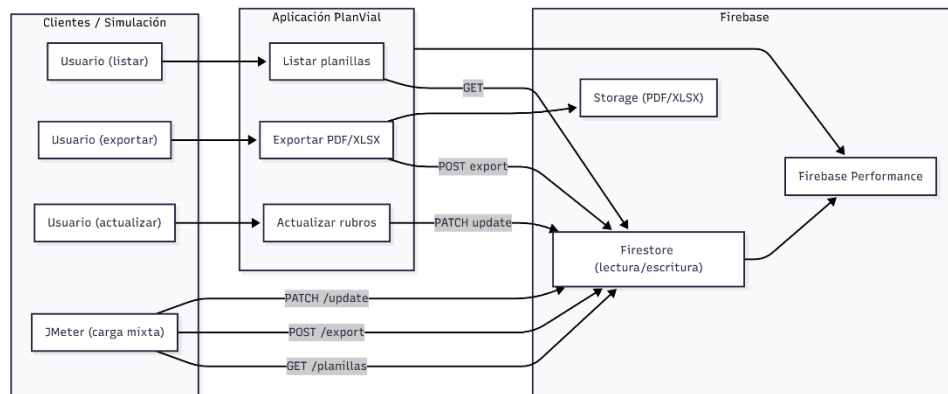 Clientes / Simulación
Aplicación PlanVial
Firebase
Usuario (listar)
Listar planillas
GET
Storage (PDF/XLSX)
Usuario (exportar)
Exportar PDF/XLSX
POST export
Firebase Performance
Usuario (actualizar)
Actualizar rubros
PATCH update
Firestore
(lectura/escritura)
PATCH /update
JMeter (carga mixta)
POST /export
GET /planillas